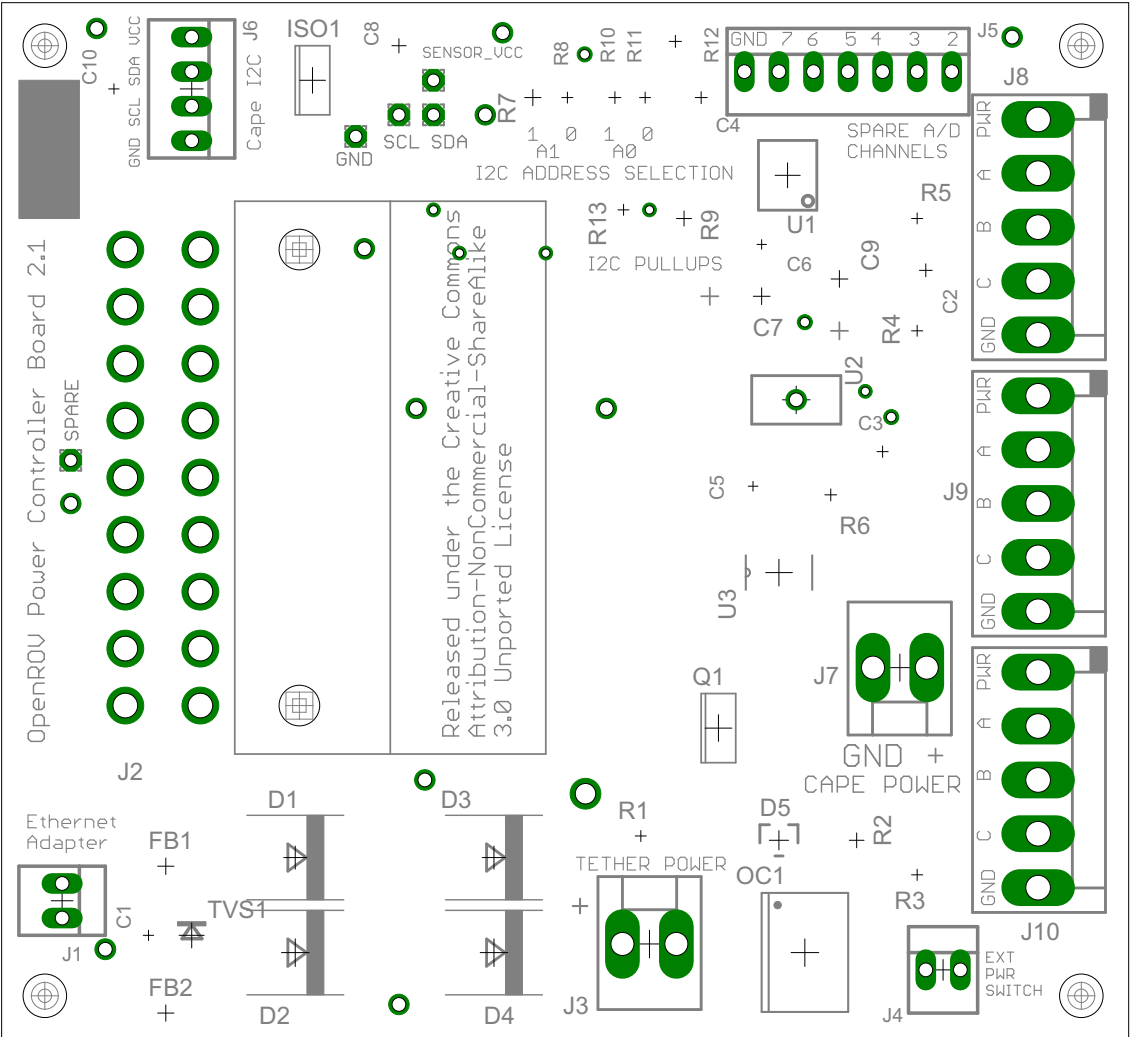 J6
VCC
SDA
SCL
GND
Cape I2C
C10
ISO1
C8
SENSOR_VCC
R7
GND
SCL SDA
R8
R10
R11
R12
1 0 1 0
A1 A0
I2C ADDRESS SELECTION
GND 7 6 5 4 3 2
J5
C4
SPARE A/D
CHANNELS
J8
PWR
A
B
C
GND
U1
R5
R13
R9
I2C PULLUPS
C6
C9
C2
C7
R4
U2
C3
C5
R6
U3
J9
PWR
A
B
C
GND
OpenROV Power Controller Board 2.1
SPARE
Released under the Creative Commons
Attribution-NonCommercial-ShareAlike
3.0 Unported License
J2
Q1
J7
GND +
CAPE POWER
PWR
A
B
C
GND
J10
Ethernet
Adapter
J1
C1
FB1
TVS1
FB2
D1
D3
D2
D4
R1
TETHER POWER
+
J3
D5
R2
OC1
R3
J4
EXT
PWR
SWITCH